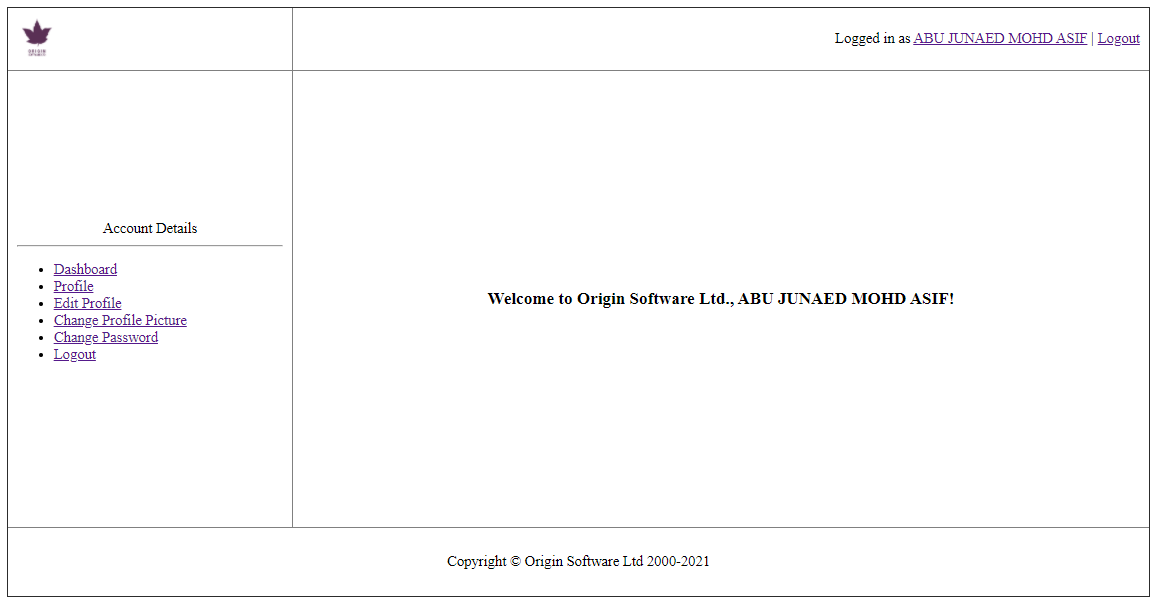 ORIGIN
Logged in as ABU JUNAED MOHD ASIF | Logout
Account Details
Dashboard
Profile
Edit Profile
Change Profile Picture
Change Password
Logout
Welcome to Origin Software Ltd., ABU JUNAED MOHD ASIF!
Copyright © Origin Software Ltd 2000-2021